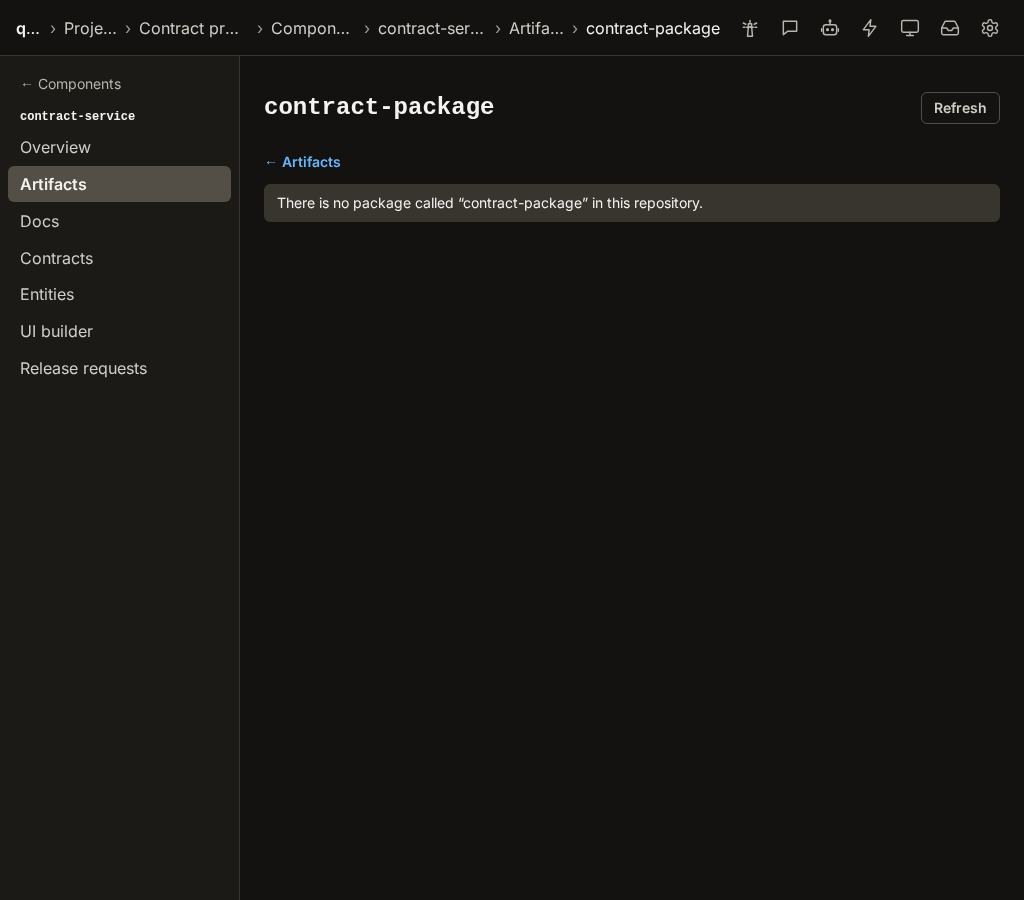 q... › Proje... › Contract pr... › Compon... › contract-ser... › Artifa... › contract-package
← Components
contract-service
Overview
Artifacts
Docs
Contracts
Entities
UI builder
Release requests
contract-package
Refresh
← Artifacts
There is no package called “contract-package” in this repository.